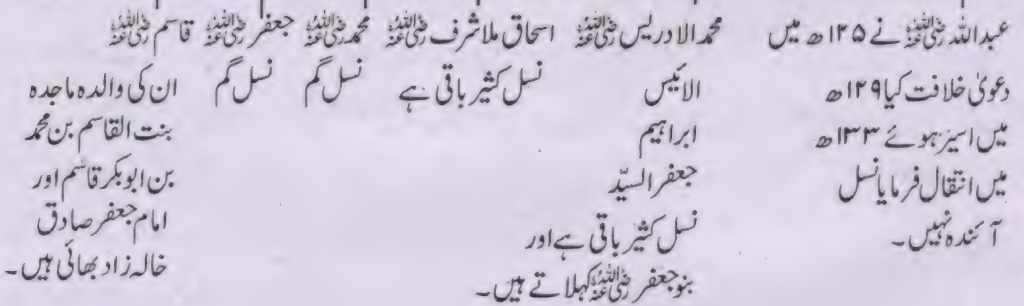 عبداللہ رضی اللہ عنہ نے ۱۲۵ھ میں
دعویٰ خلافت کیا ۱۲۹ھ
میں اسیر ہوئے ۱۳۳ھ
میں انتقال فرمایا نسل
آئندہ نہیں۔
محمد الادریس رضی اللہ عنہ
الائیس
ابراہیم
جعفر السیّد
نسل کثیر باقی ہے اور
بنو جعفر رضی اللہ عنہ کہلاتے ہیں۔
اسحاق ملا شرف رضی اللہ عنہ
نسل کثیر باقی ہے
محمد رضی اللہ عنہ
نسل گم
جعفر رضی اللہ عنہ
نسل گم
قاسم رضی اللہ عنہ
ان کی والدہ ماجدہ
بنت القاسم بن محمد
بن ابوبکر قاسم اور
امام جعفر صادق
خالہ زاد بھائی ہیں۔